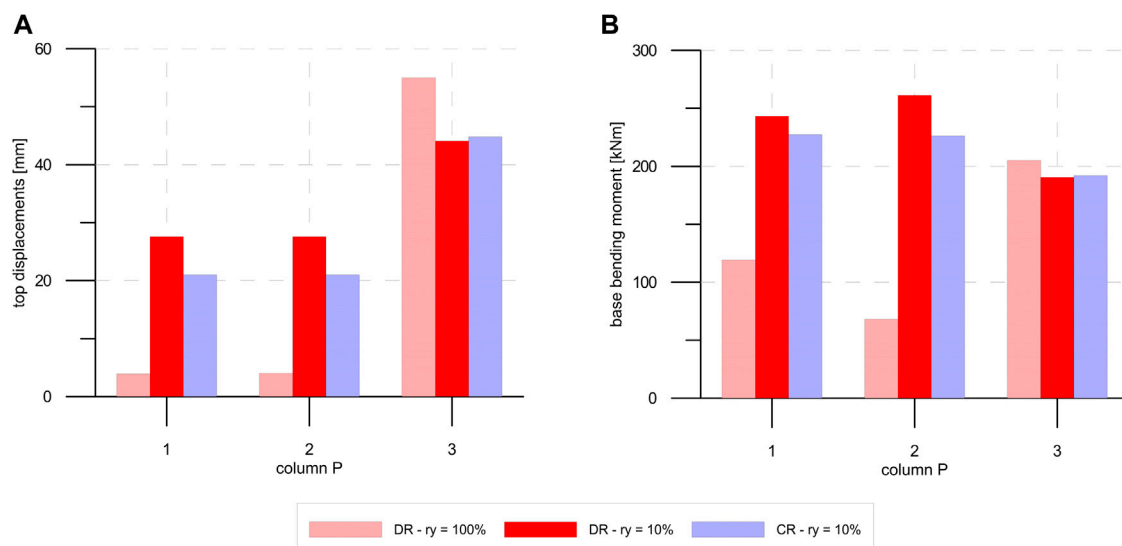 A
60
40
20
0
top displacements [mm]
1 2 3
column P
B
300
200
100
0
base bending moment [kNm]
1 2 3
column P
DR - ry = 100% DR - ry = 10% CR - ry = 10%